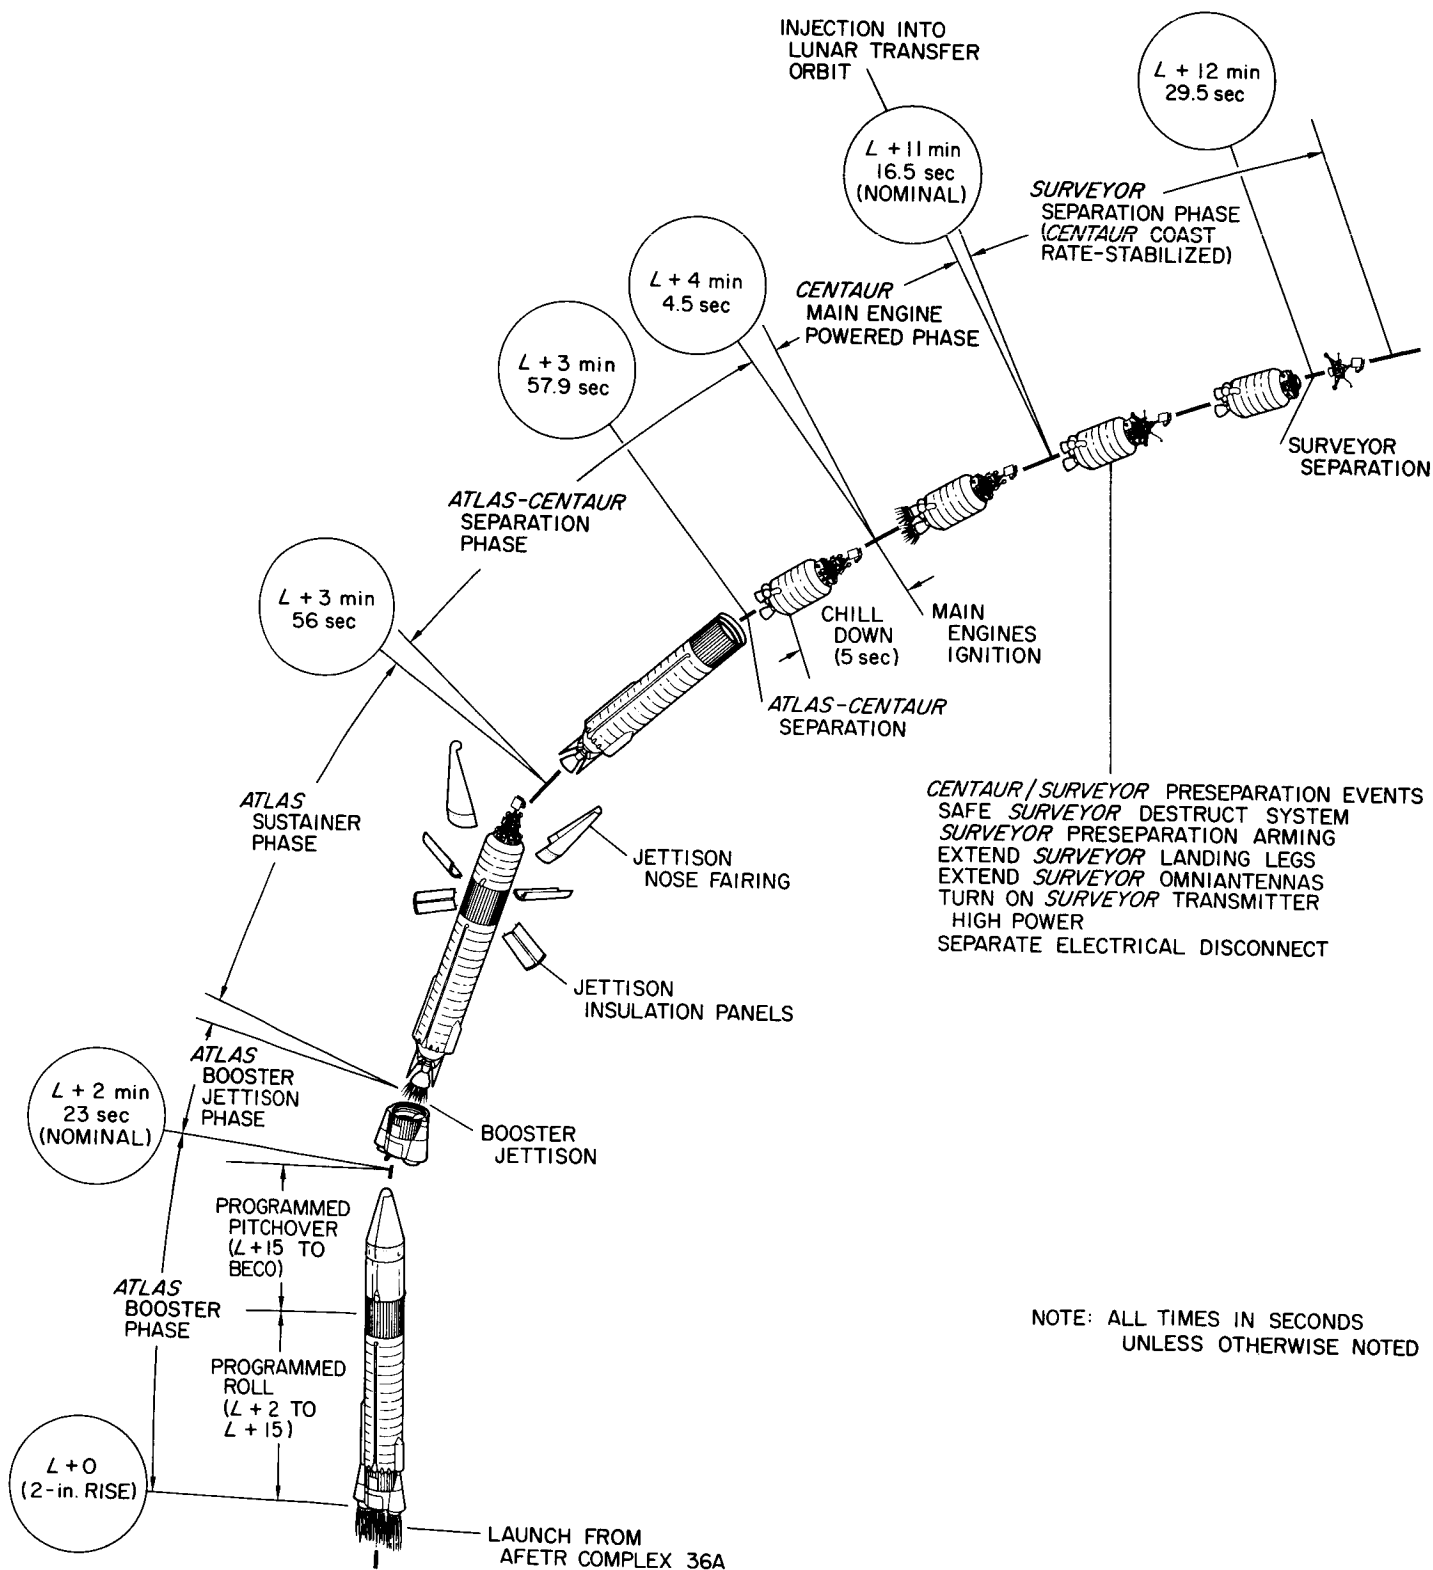 INJECTION INTO
LUNAR TRANSFER
ORBIT
L + 12 min
29.5 sec
L + 11 min
16.5 sec
(NOMINAL)
SURVEYOR
SEPARATION PHASE
(CENTAUR COAST
RATE-STABILIZED)
L + 4 min
4.5 sec
CENTAUR
MAIN ENGINE
POWERED PHASE
L + 3 min
57.9 sec
SURVEYOR
SEPARATION
ATLAS-CENTAUR
SEPARATION
PHASE
L + 3 min
56 sec
CHILL
DOWN
(5 sec)
MAIN
ENGINES
IGNITION
ATLAS-CENTAUR
SEPARATION
ATLAS
SUSTAINER
PHASE
JETTISON
NOSE FAIRING
CENTAUR/SURVEYOR PRESEPARATION EVENTS
SAFE SURVEYOR DESTRUCT SYSTEM
SURVEYOR PRESEPARATION ARMING
EXTEND SURVEYOR LANDING LEGS
EXTEND SURVEYOR OMNIANTENNAS
TURN ON SURVEYOR TRANSMITTER
HIGH POWER
SEPARATE ELECTRICAL DISCONNECT
JETTISON
INSULATION PANELS
ATLAS
BOOSTER
JETTISON
PHASE
L + 2 min
23 sec
(NOMINAL)
BOOSTER
JETTISON
PROGRAMMED
PITCHOVER
(L+15 TO
BECO)
ATLAS
BOOSTER
PHASE
PROGRAMMED
ROLL
(L + 2 TO
L + 15)
NOTE: ALL TIMES IN SECONDS
UNLESS OTHERWISE NOTED
L + 0
(2-in. RISE)
LAUNCH FROM
AFETR COMPLEX 36A